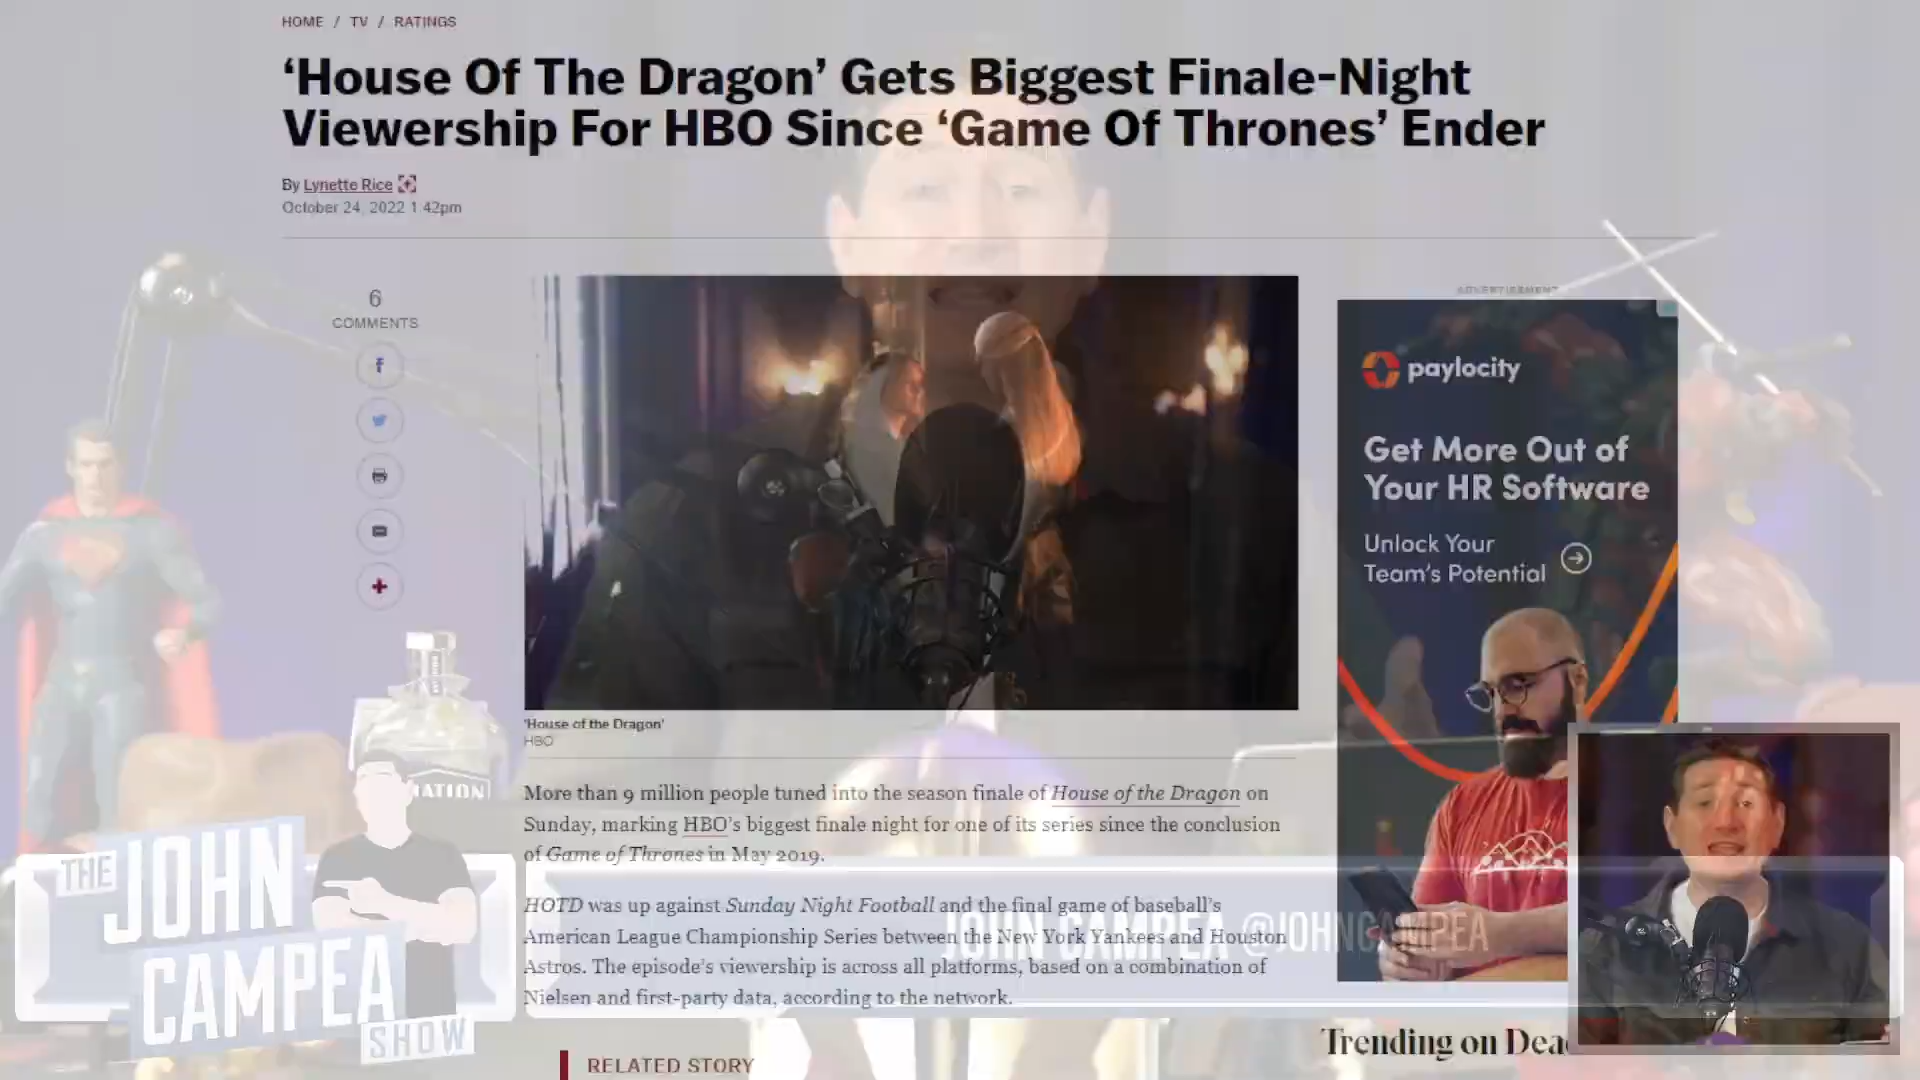 HOME / TV / RATINGS
‘House Of The Dragon’ Gets Biggest Finale-Night
Viewership For HBO Since ‘Game Of Thrones’ Ender
By Lynette Rice
October 24, 2022 1:42pm
6
COMMENTS
ADVERTISEMENT
paylocity
Get More Out of
Your HR Software
Unlock Your
Team's Potential
'House of the Dragon'
HBO
More than 9 million people tuned into the season finale of House of the Dragon on
Sunday, marking HBO's biggest finale night for one of its series since the conclusion
of Game of Thrones in May 2019.
HOTD was up against Sunday Night Football and the final game of baseball's
American League Championship Series between the New York Yankees and Houston
Astros. The episode's viewership is across all platforms, based on a combination of
Nielsen and first-party data, according to the network.
RELATED STORY
Trending on Dea
THE
JOHN
CAMPEA
SHOW
JOHN CAMPEA @JOHNCAMPEA